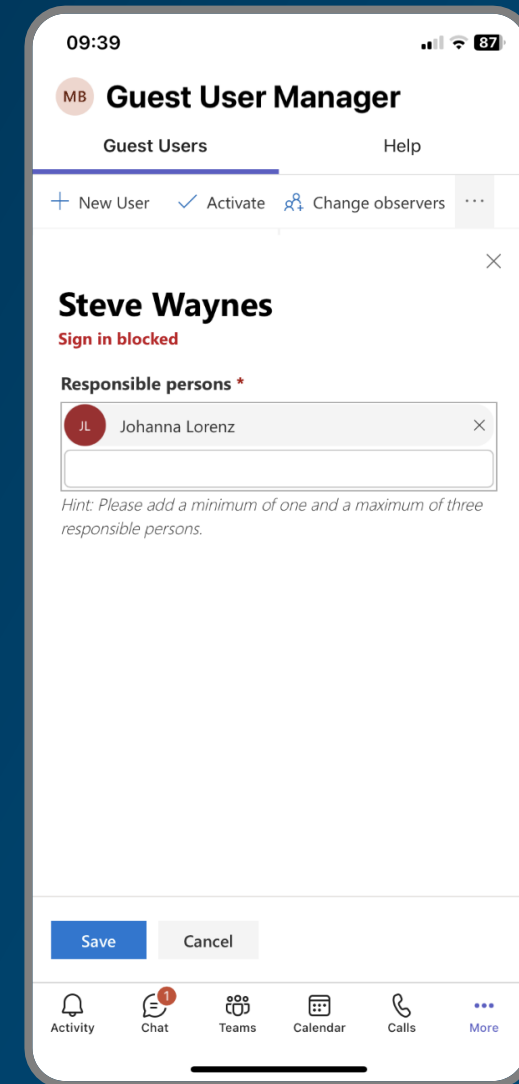 09:39
87
MB Guest User Manager
Guest Users Help
New User Activate Change observers ...
Steve Waynes
Sign in blocked
Responsible persons *
JL Johanna Lorenz
Hint: Please add a minimum of one and a maximum of three
responsible persons.
Save Cancel
1
Activity Chat Teams Calendar Calls More